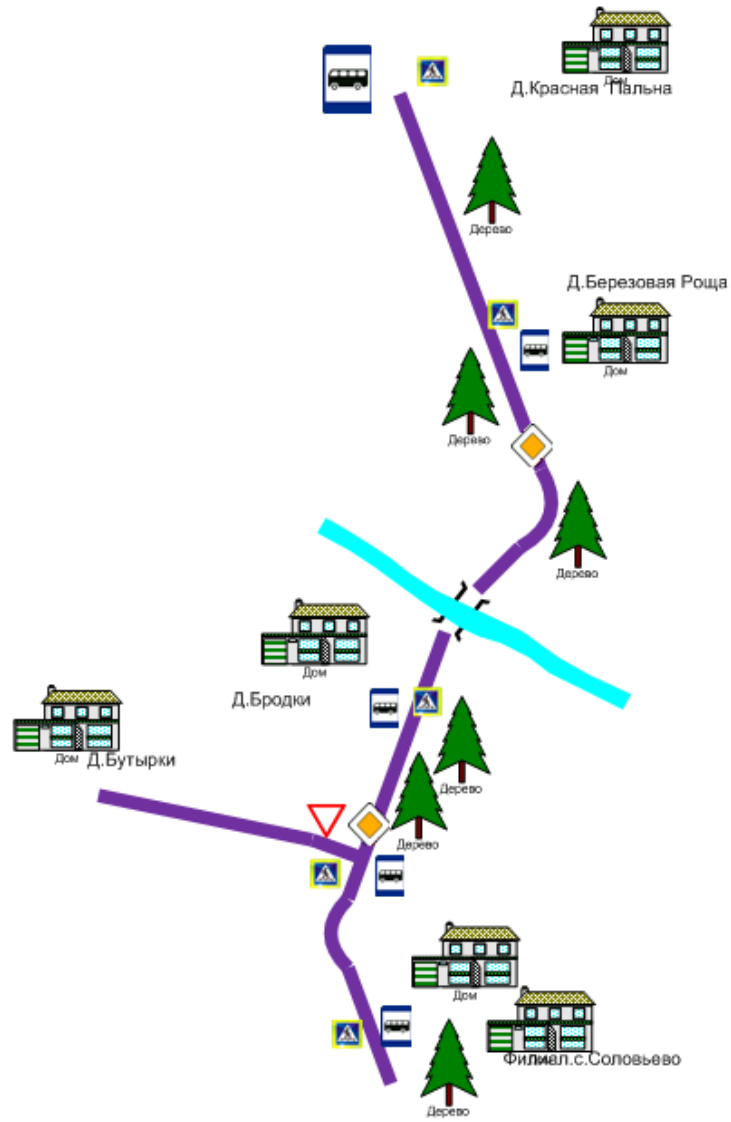 Дом
Д.Красная Пальна
Дерево
Д.Березовая Роща
Дом
Дерево
Дерево
Дом
Д.Бродки
Дом Д.Бутырки
Дерево
Дерево
Дом
Филиал.с.Соловьево
Дерево